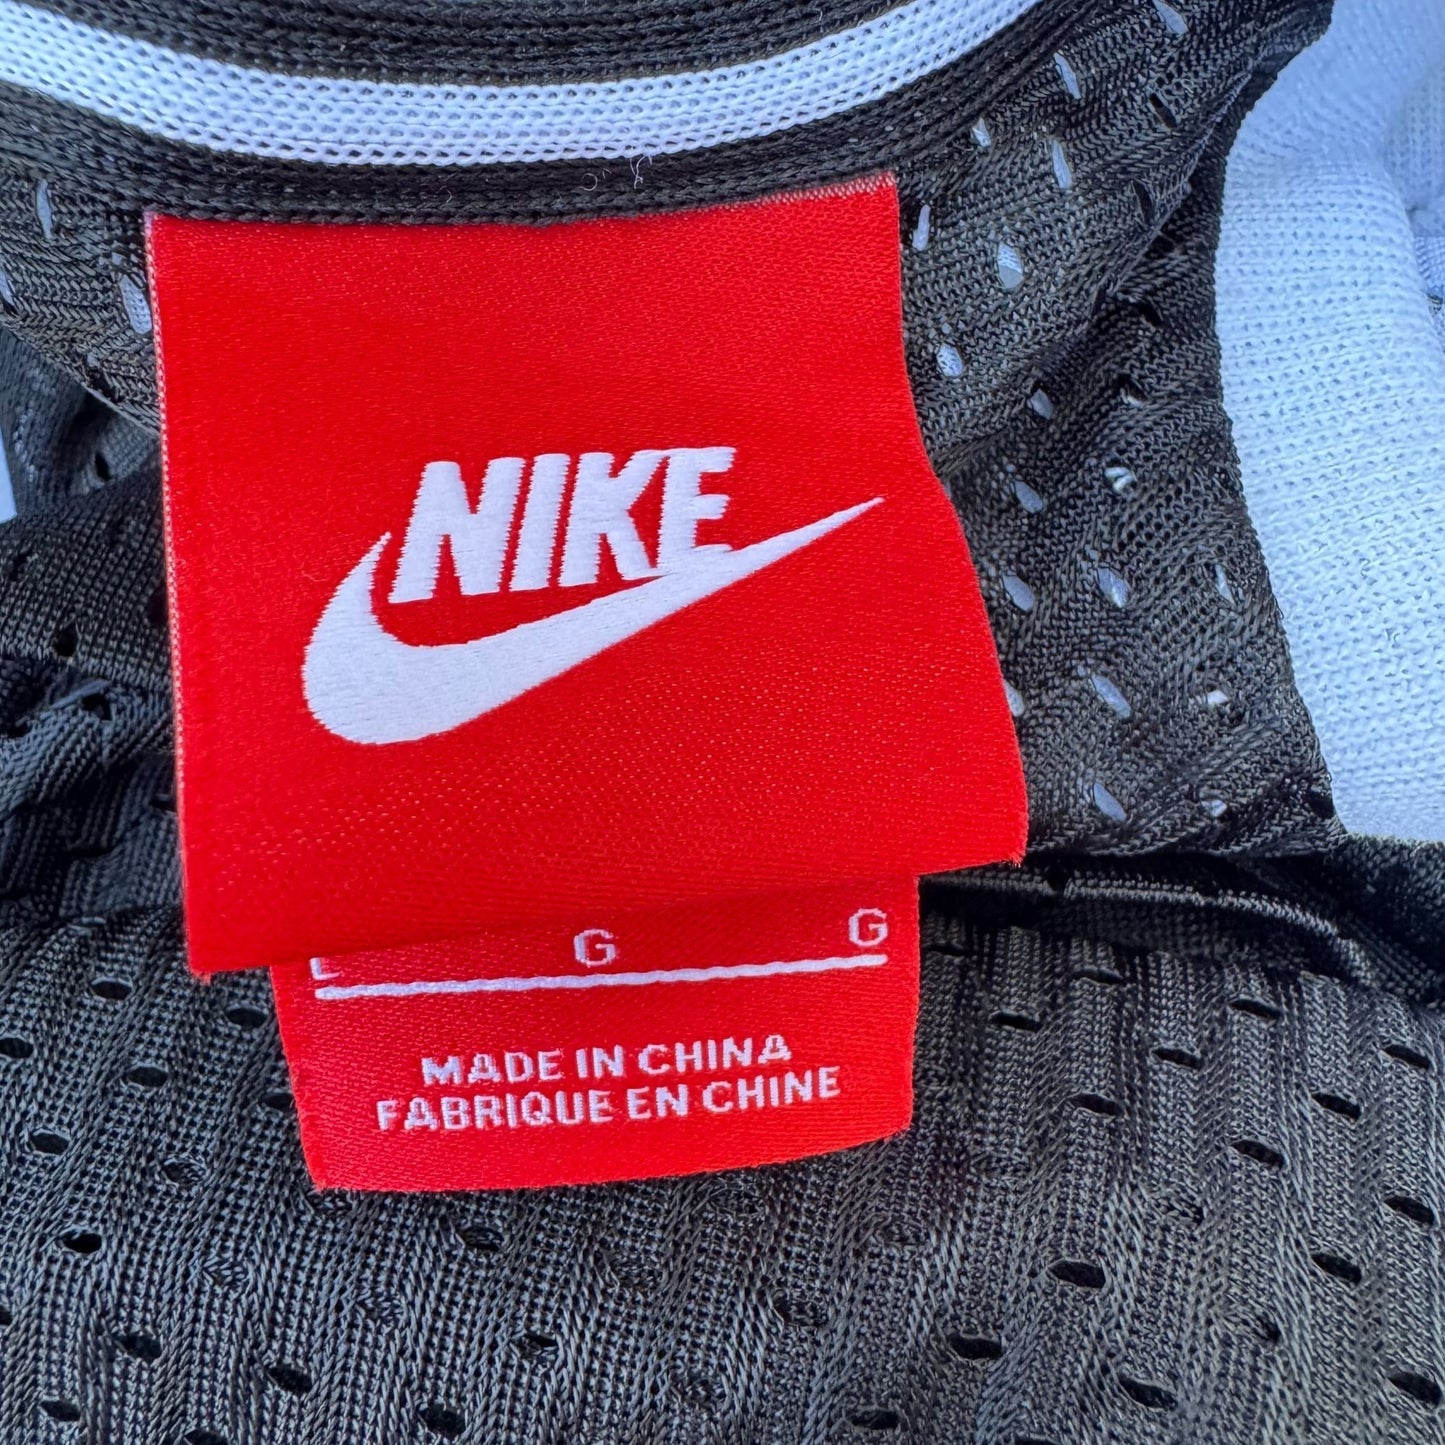 NIKE
L G G
MADE IN CHINA
FABRIQUE EN CHINE